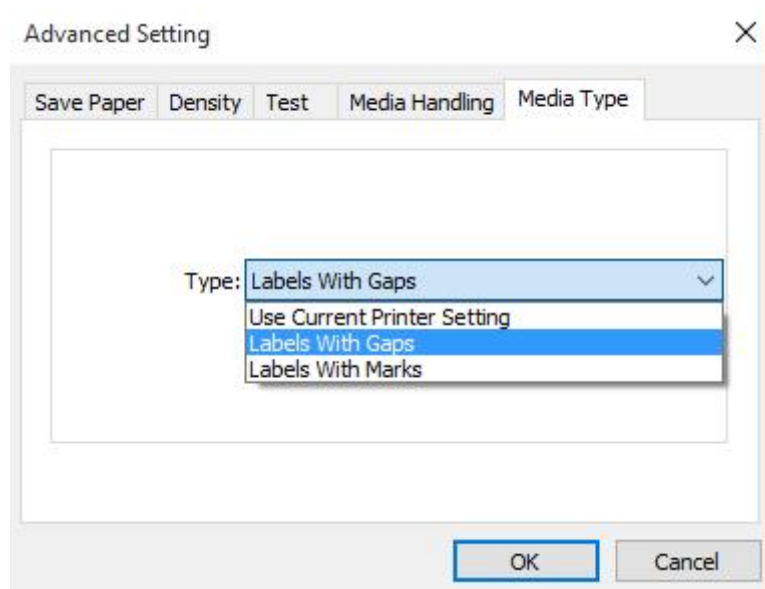 Advanced Setting
Save Paper Density Test Media Handling Media Type
Type: Labels With Gaps
Use Current Printer Setting
Labels With Gaps
Labels With Marks
OK Cancel